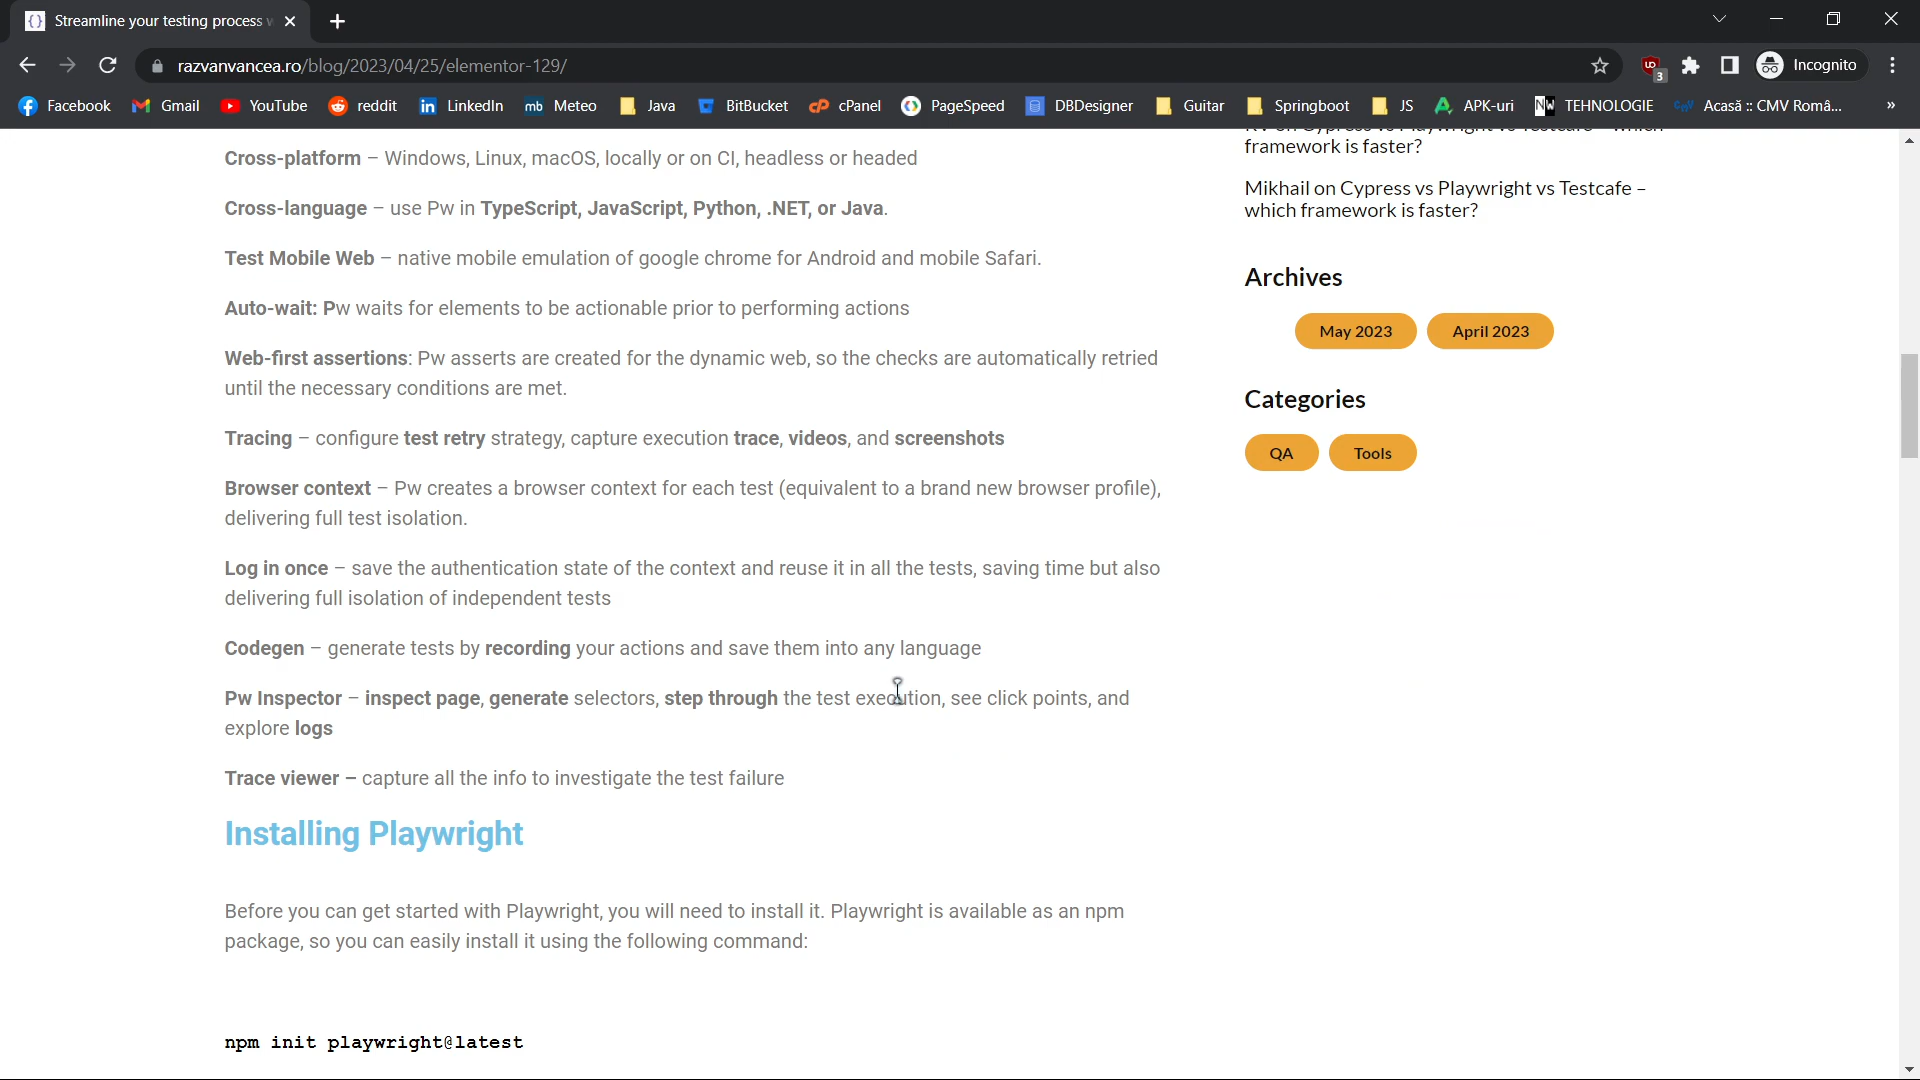 Streamline your testing process w
razvanvancea.ro/blog/2023/04/25/elementor-129/
3
Incognito
Facebook
Gmail
YouTube
reddit
LinkedIn
mb Meteo
Java
BitBucket
cPanel
PageSpeed
DBDesigner
Guitar
Springboot
JS
APK-uri
NW TEHNOLOGIE
Acasă :: CMV Româ...
»
Cross-platform – Windows, Linux, macOS, locally or on CI, headless or headed
Cross-language – use Pw in TypeScript, JavaScript, Python, .NET, or Java.
Test Mobile Web – native mobile emulation of google chrome for Android and mobile Safari.
Auto-wait: Pw waits for elements to be actionable prior to performing actions
Web-first assertions: Pw asserts are created for the dynamic web, so the checks are automatically retried
until the necessary conditions are met.
Tracing – configure test retry strategy, capture execution trace, videos, and screenshots
Browser context – Pw creates a browser context for each test (equivalent to a brand new browser profile),
delivering full test isolation.
Log in once – save the authentication state of the context and reuse it in all the tests, saving time but also
delivering full isolation of independent tests
Codegen – generate tests by recording your actions and save them into any language
Pw Inspector – inspect page, generate selectors, step through the test execution, see click points, and
explore logs
Trace viewer – capture all the info to investigate the test failure
Installing Playwright
Before you can get started with Playwright, you will need to install it. Playwright is available as an npm
package, so you can easily install it using the following command:
npm init playwright@latest
RV on Cypress vs Playwright vs Testcafe – which
framework is faster?
Mikhail on Cypress vs Playwright vs Testcafe –
which framework is faster?
Archives
May 2023
April 2023
Categories
QA
Tools